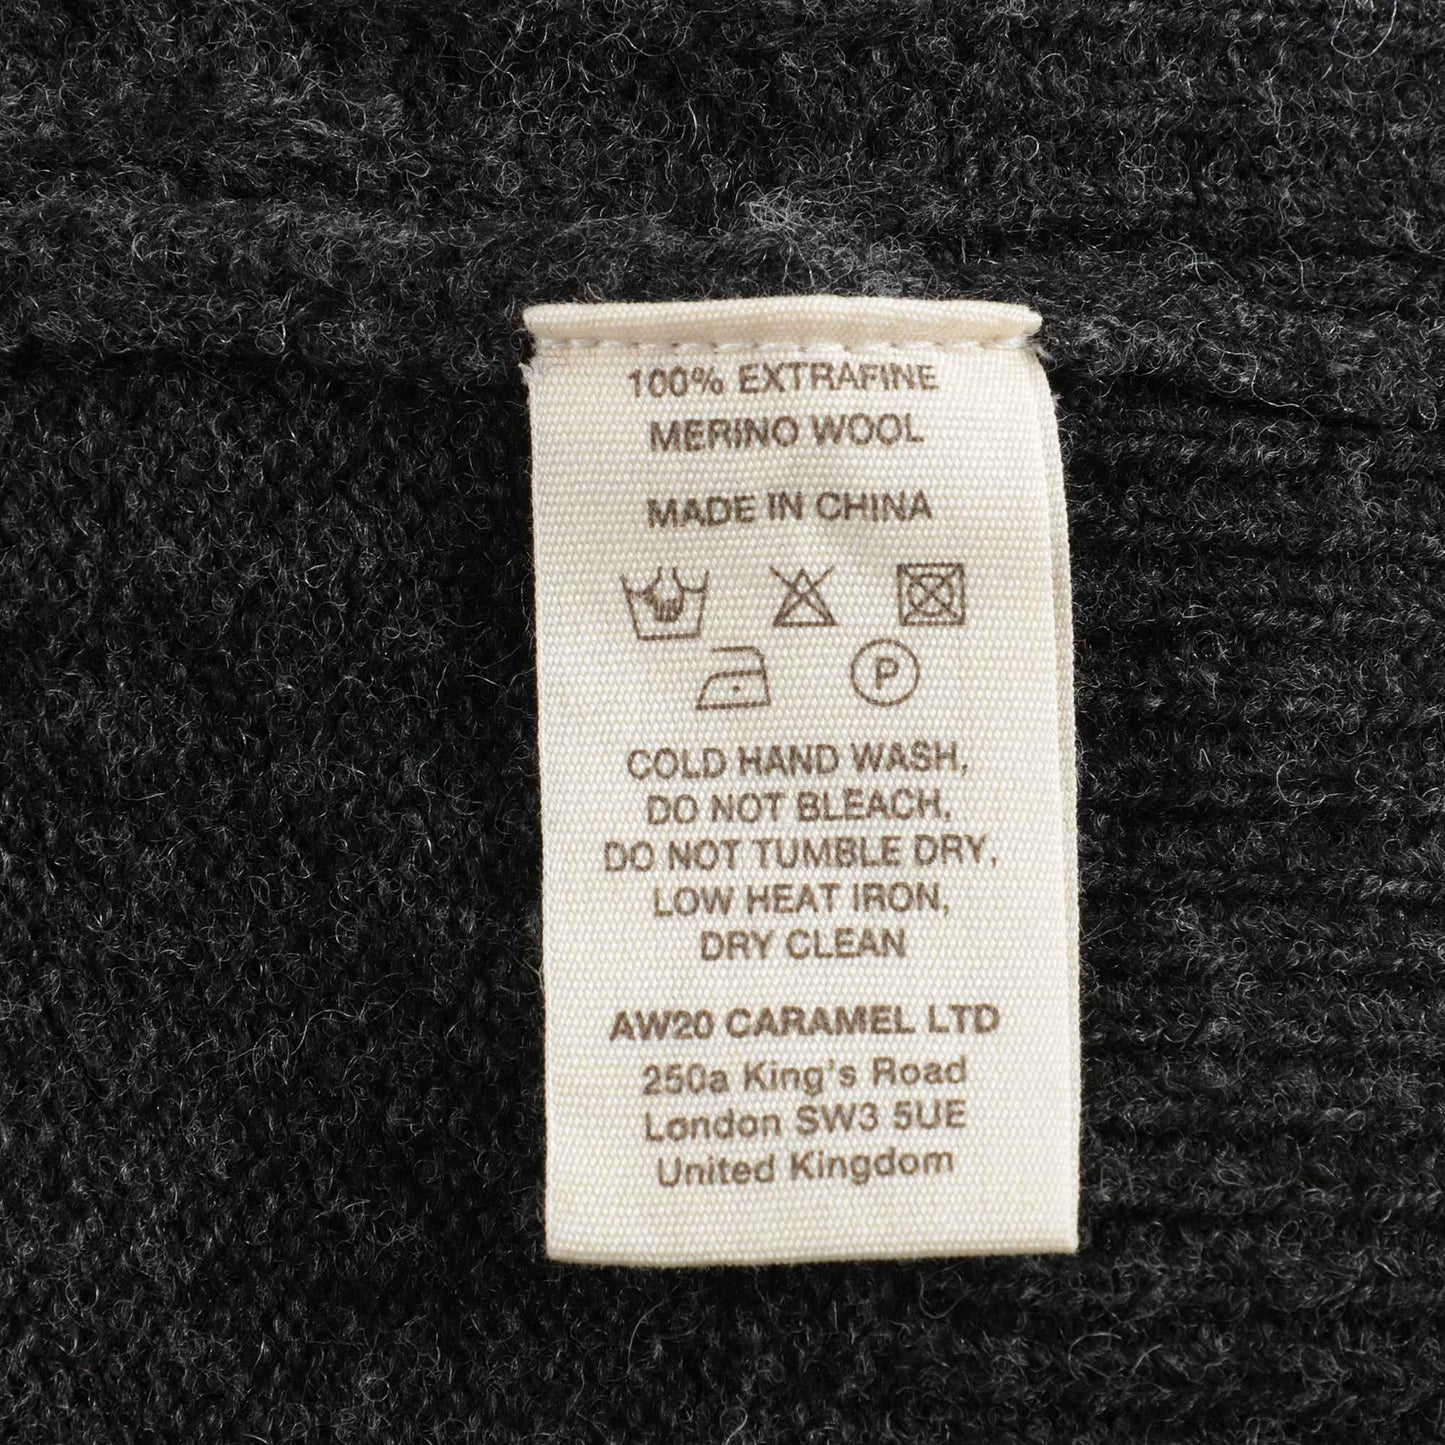 100% EXTRAFINE
MERINO WOOL
MADE IN CHINA
P
COLD HAND WASH,
DO NOT BLEACH,
DO NOT TUMBLE DRY,
LOW HEAT IRON,
DRY CLEAN
AW20 CARAMEL LTD
250a King's Road
London SW3 5UE
United Kingdom